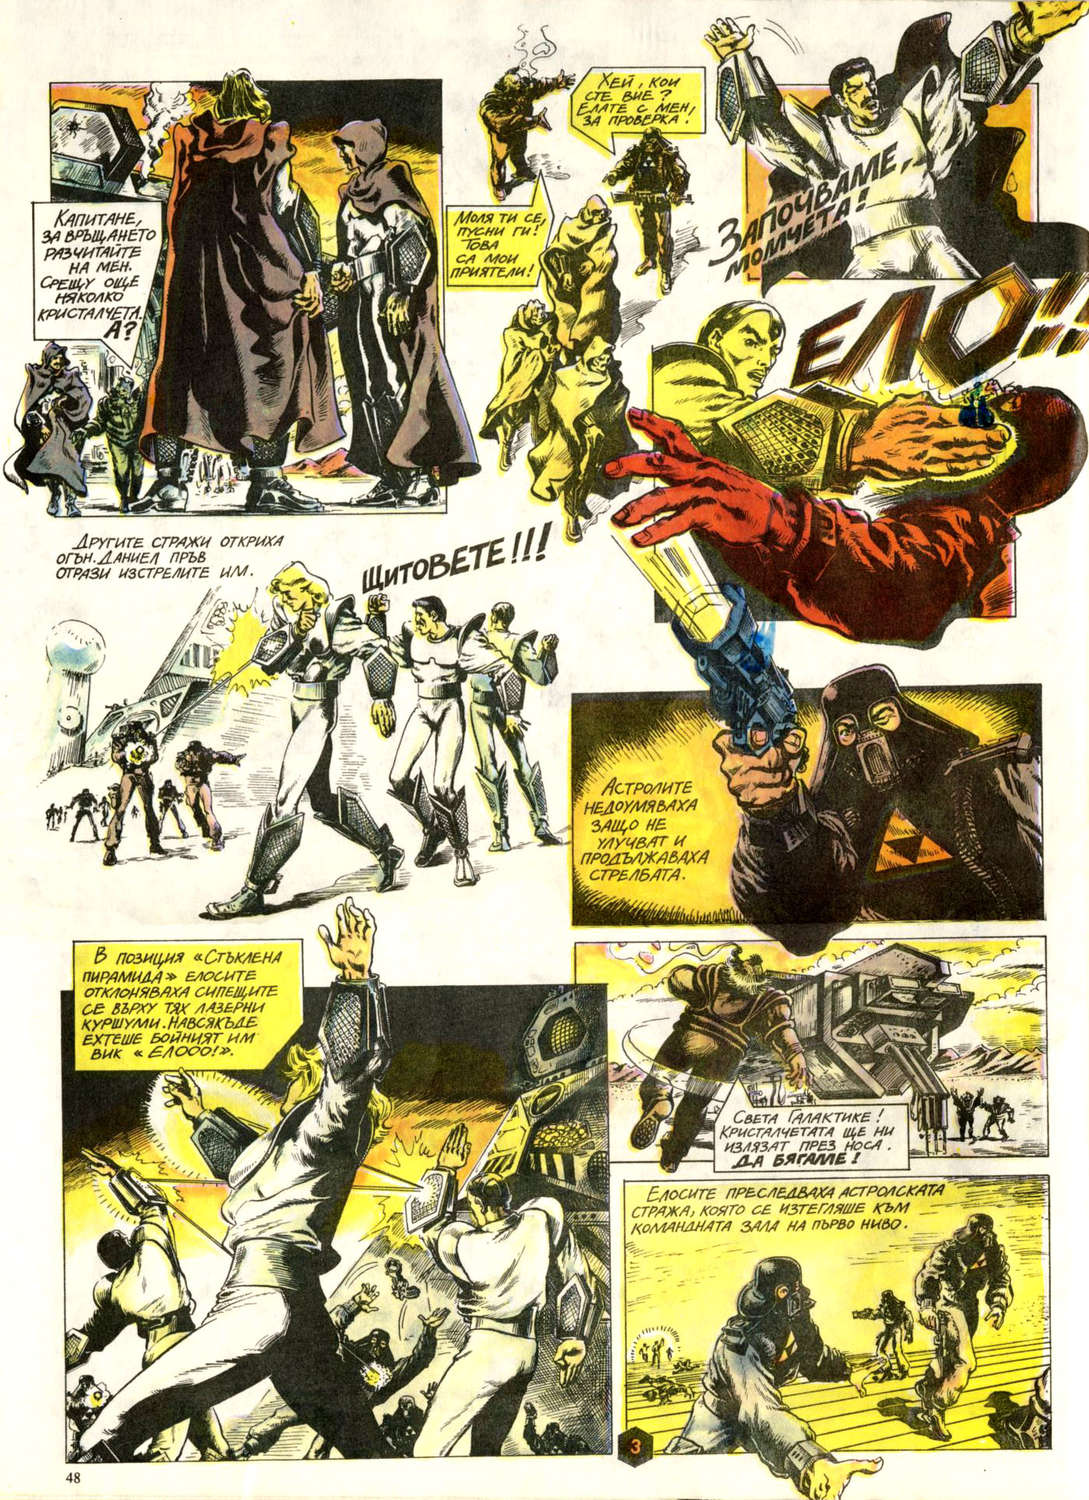 Капитане,
за връщането
разчитайте
на мен.
Срещу още
няколко
кристалчета.
А?
Хей, кои
сте вие?
Елате с мен,
за проверка!
Моля ти се,
пусни ги!
Това
са мои
приятели!
Започваме,
момчета!
ЕЛО!!
Другите стражи откриха
огън. Даниел пръв
отрази изстрелите им.
Щитовете!!!
Астролите
недоумяваха
защо не
улучват и
продължаваха
стрелбата.
В позиция «Стъклена
пирамида» елосите
отклоняваха сипещите
се върху тях лазерни
куршуми. Навсякъде
ехтеше бойният им
вик «Елооо!».
Света Галактике!
Кристалчетата ще ни
излязат през носа.
Да бягаме!
Елосите преследваха астролската
стража, която се изтегляше към
командната зала на първо ниво.
3
48